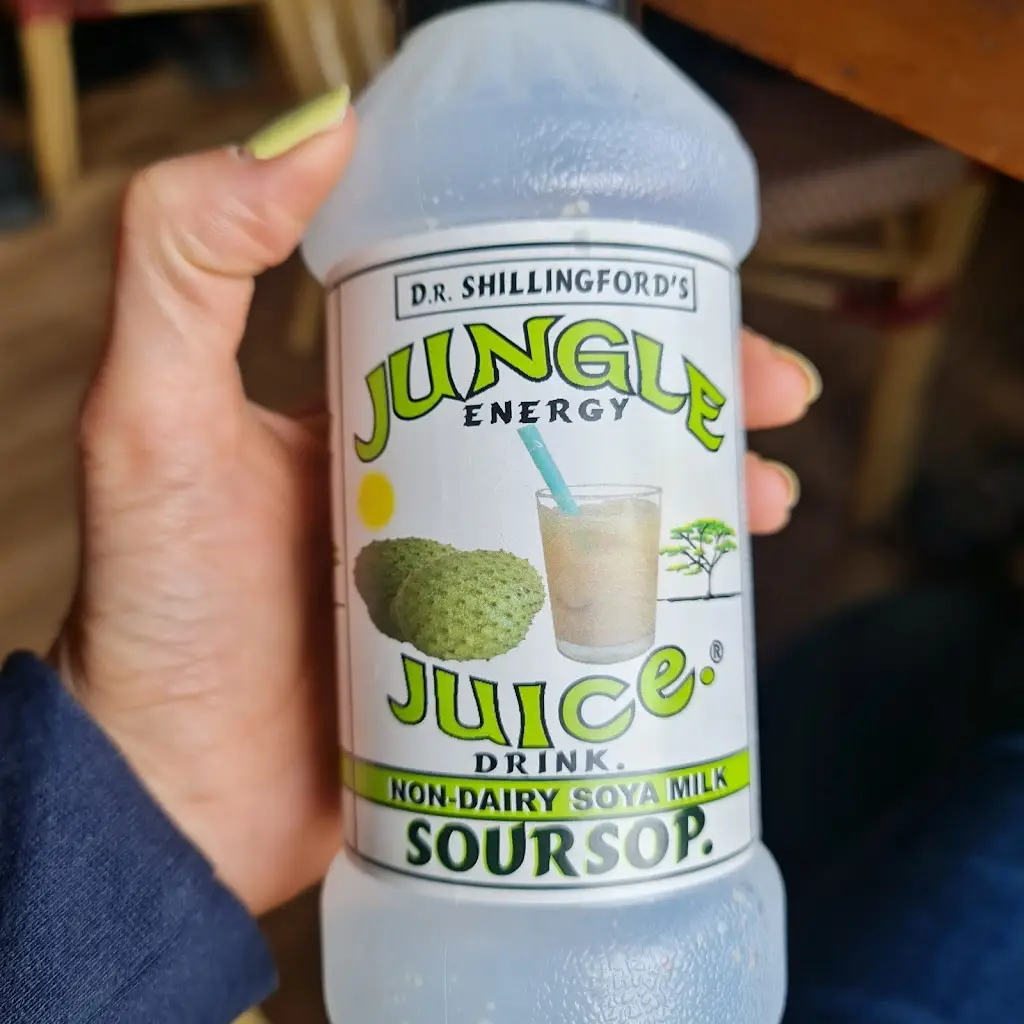 D.R. SHILLINGFORD'S
JUNGLE
ENERGY
JUICE.®
DRINK.
NON-DAIRY SOYA MILK
SOURSOP.